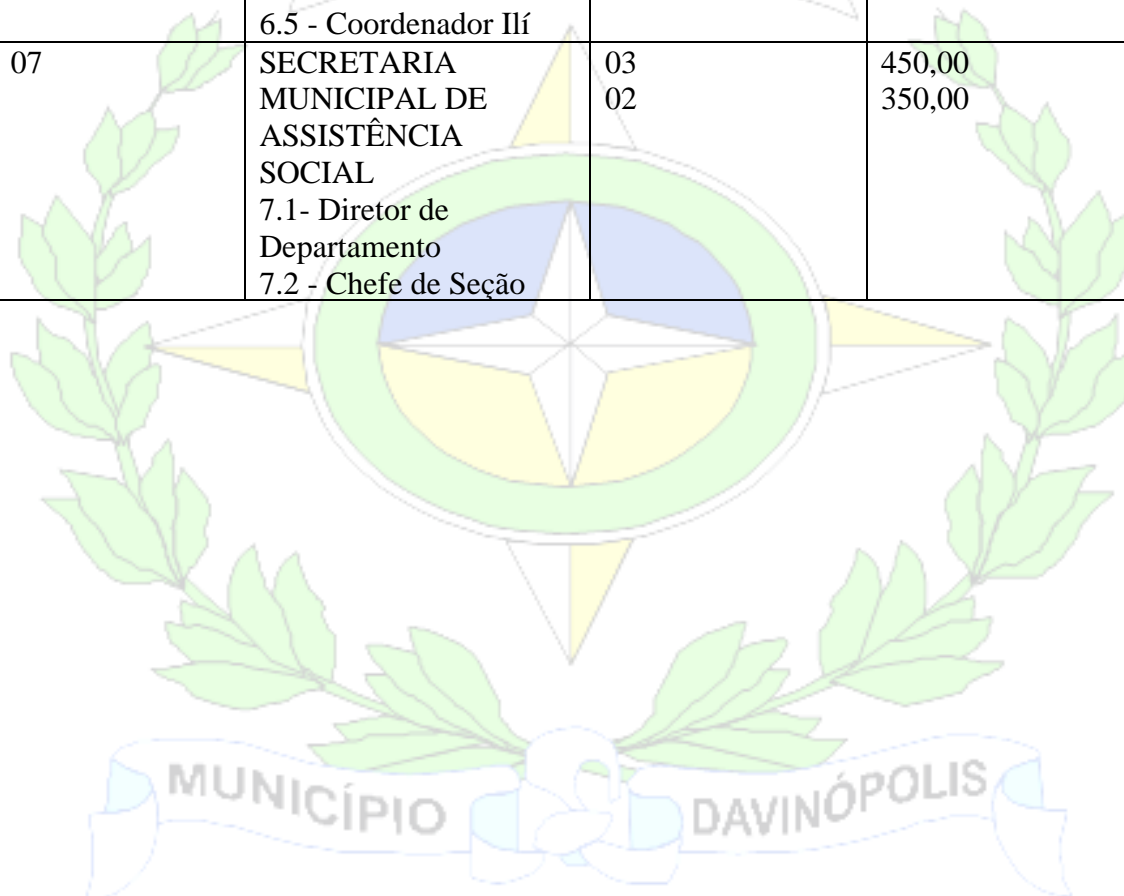 6.5 - Coordenador Ilí
07 SECRETARIA 03 450,00
MUNICIPAL DE 02 350,00
ASSISTÊNCIA
SOCIAL
7.1- Diretor de
Departamento
7.2 - Chefe de Seção
MUNICÍPIO DAVINÓPOLIS